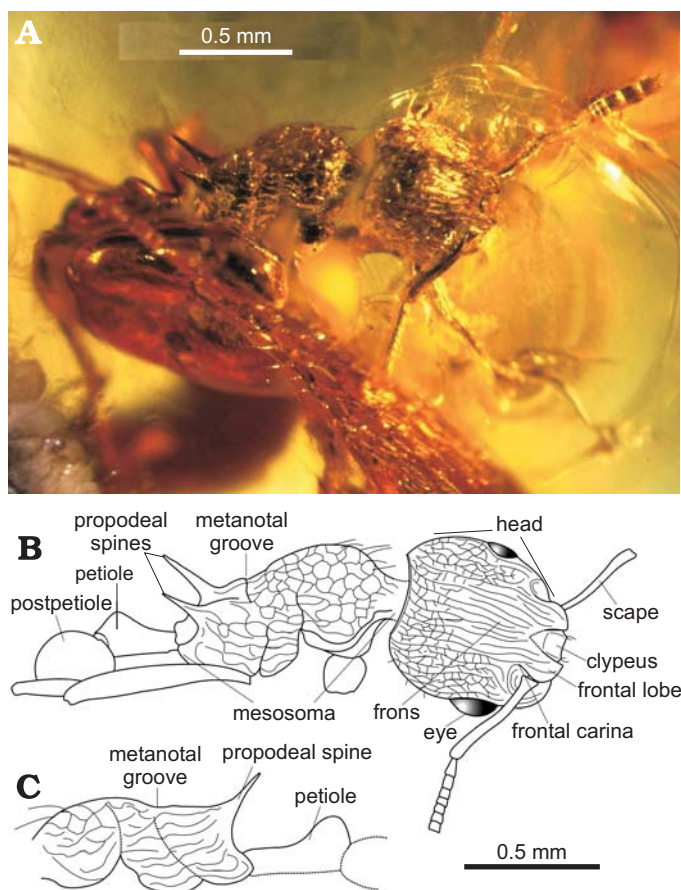 A
0.5 mm
B
propodeal
spines
metanotal
groove
head
petiole
postpetiole
scape
clypeus
frontal lobe
mesosoma
frons
eye
frontal carina
C
metanotal
groove
propodeal spine
petiole
0.5 mm